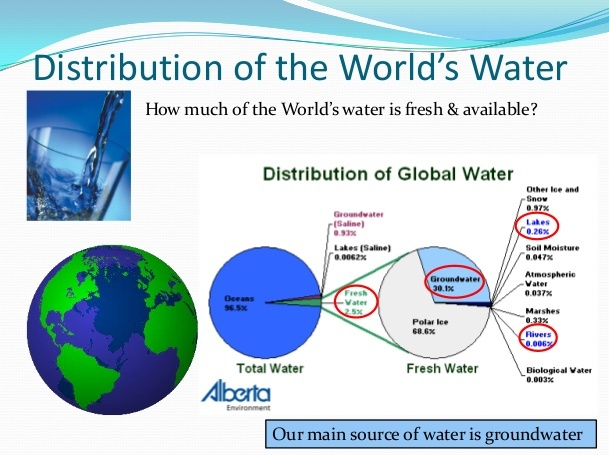 Distribution of the World's Water
How much of the World's water is fresh & available?
Distribution of Global Water
Groundwater
(Saline)
0.93%
Lakes (Saline)
0.0062%
Oceans
96.5%
Fresh
Water
2.5%
Total Water
Groundwater
30.1%
Polar Ice
68.6%
Fresh Water
Other Ice and
Snow
0.97%
Lakes
0.26%
Soil Moisture
0.047%
Atmospheric
Water
0.037%
Marshes
0.33%
Rivers
0.006%
Biological Water
0.003%
Alberta
Environment
Our main source of water is groundwater